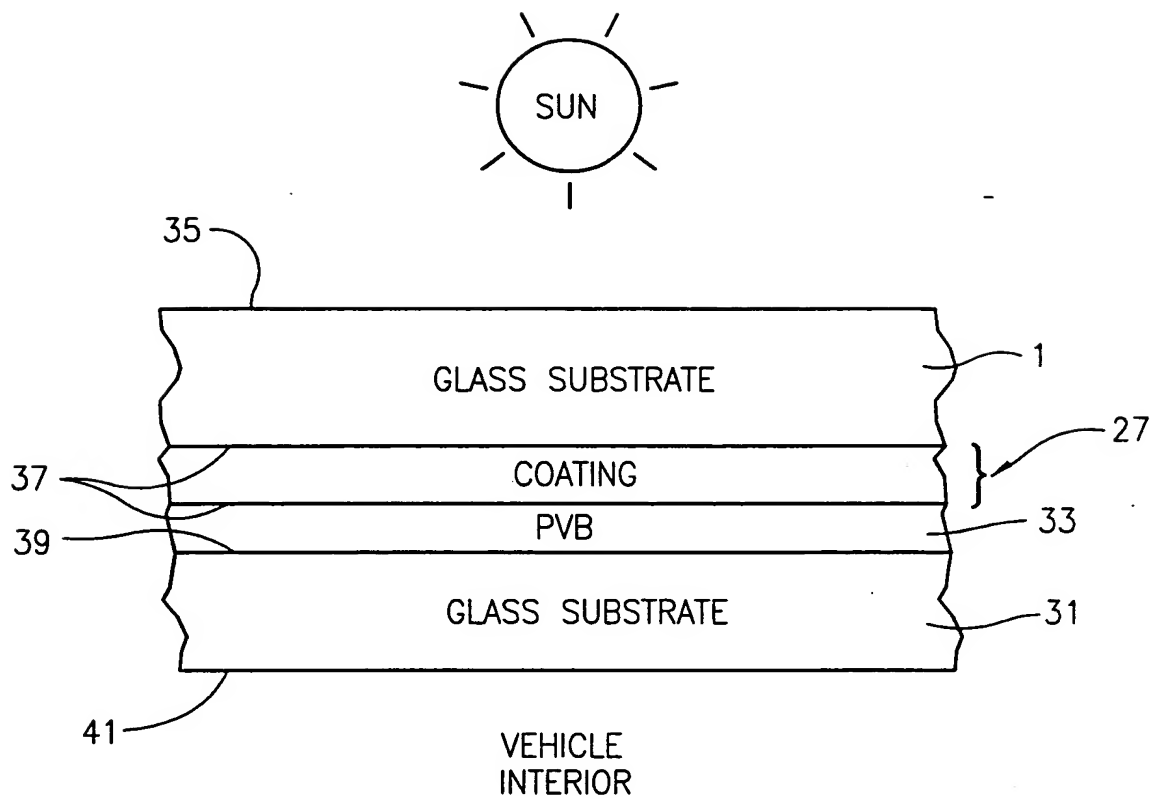 SUN
35
GLASS SUBSTRATE
1
27
37
COATING
39
PVB
33
GLASS SUBSTRATE
31
41
VEHICLE
INTERIOR